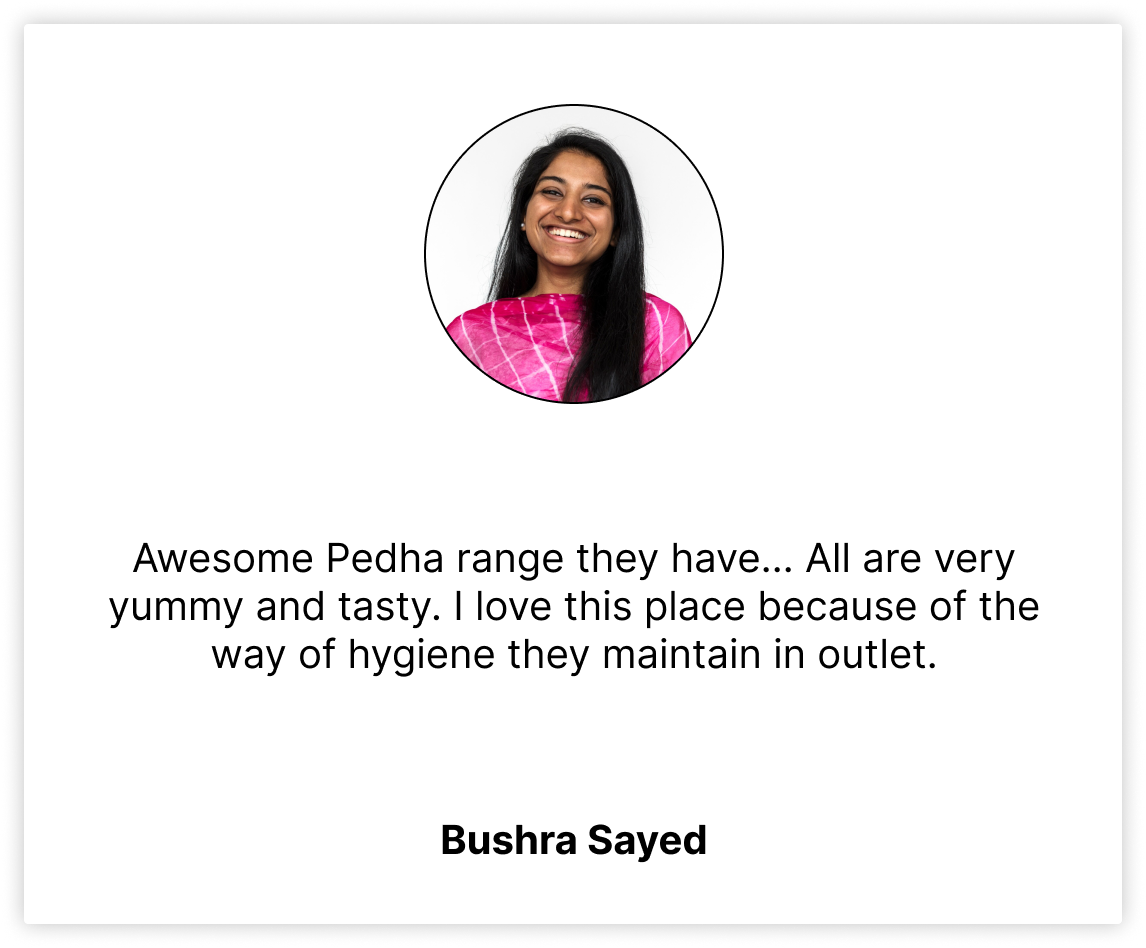 Awesome Pedha range they have... All are very
yummy and tasty. I love this place because of the
way of hygiene they maintain in outlet.
Bushra Sayed